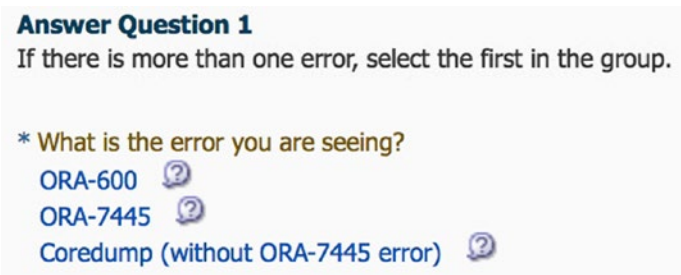 Answer Question 1
If there is more than one error, select the first in the group.
* What is the error you are seeing?
ORA-600
ORA-7445
Coredump (without ORA-7445 error)